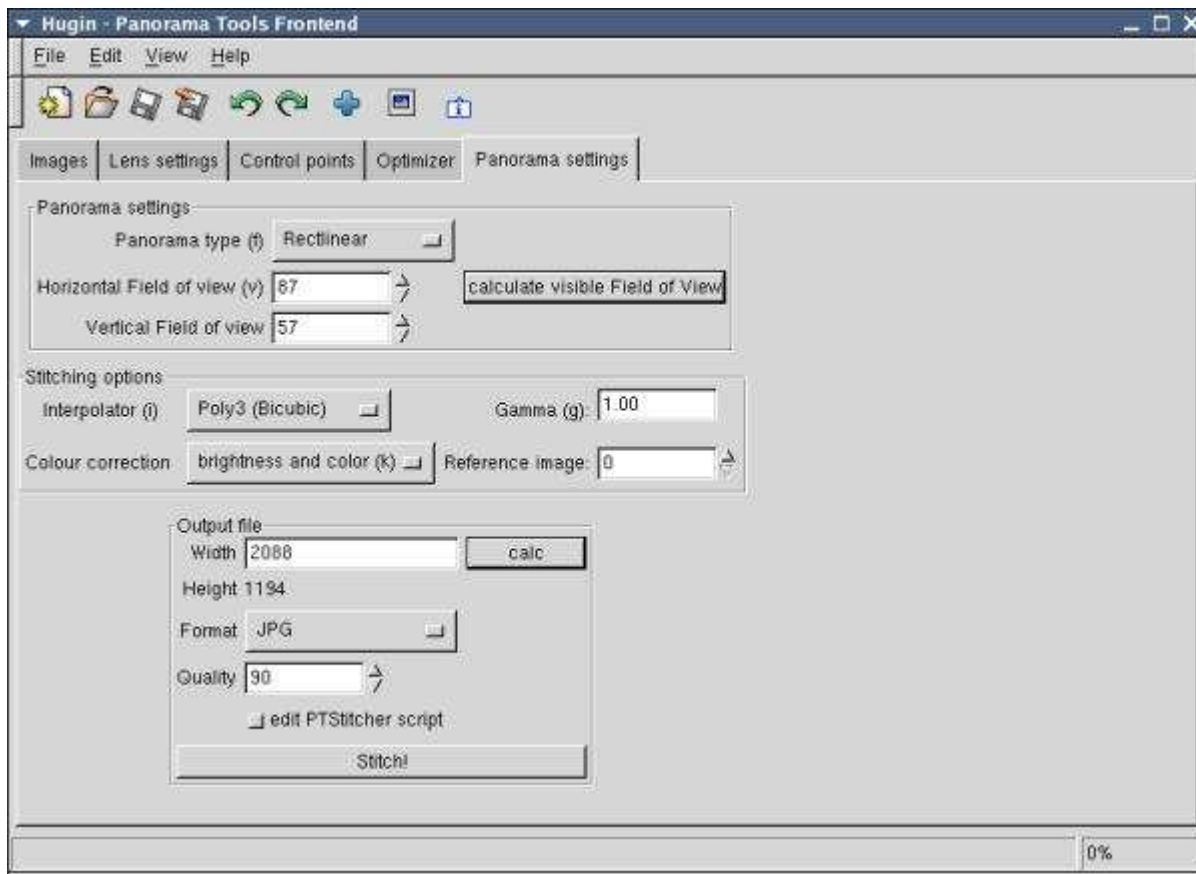 Hugin - Panorama Tools Frontend
File Edit View Help
Images Lens settings Control points Optimizer Panorama settings
Panorama settings
Panorama type (f) Rectlinear
Horizontal Field of view (v) 87 calculate visible Field of View
Vertical Field of view 57
Stitching options
Interpolator (i) Poly3 (Bicubic) Gamma (g): 1.00
Colour correction brightness and color (k) Reference image: 0
Output file
Width 2088 calc
Height 1194
Format JPG
Quality 90
edit PTStitcher script
Stitch!
0%